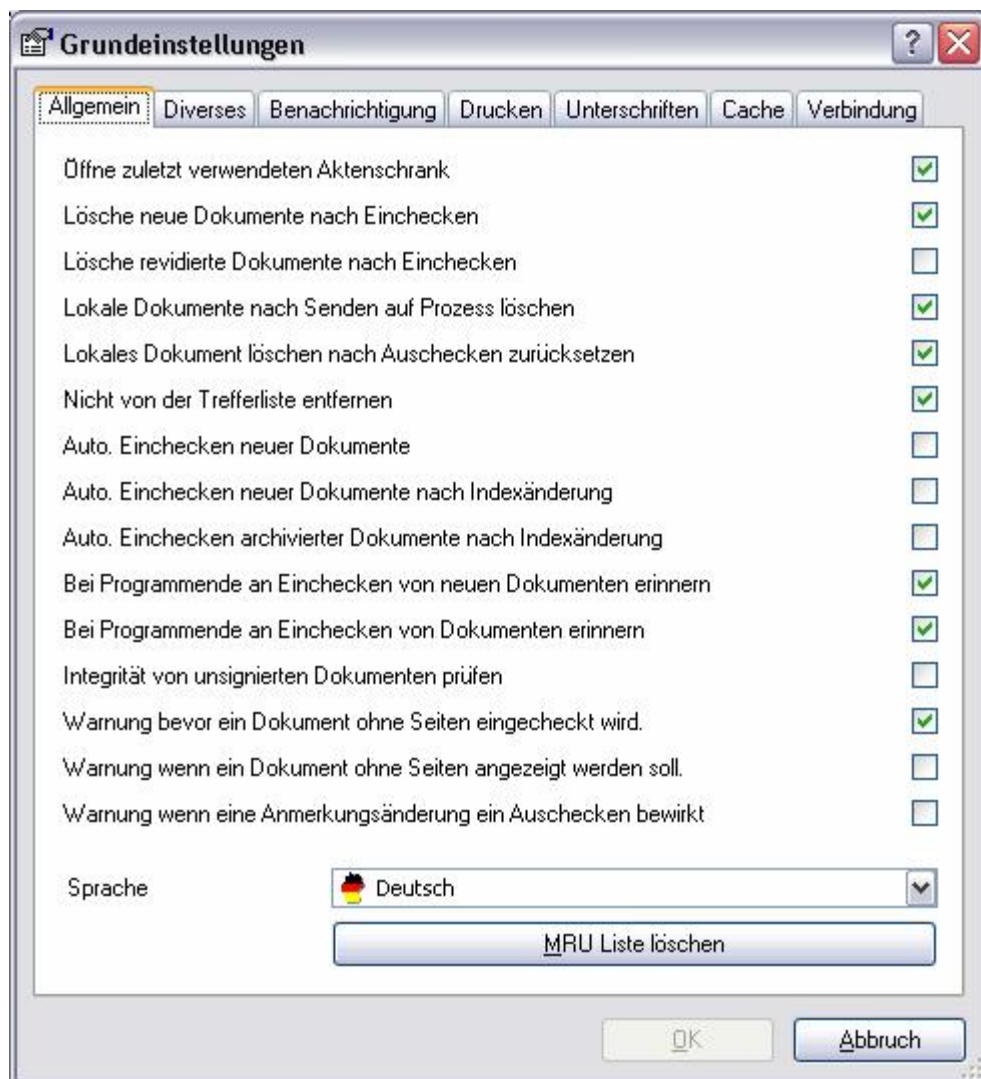 Grundeinstellungen
Allgemein Diverses Benachrichtigung Drucken Unterschriften Cache Verbindung
Öffne zuletzt verwendeten Aktenschrank
Lösche neue Dokumente nach Einchecken
Lösche revidierte Dokumente nach Einchecken
Lokale Dokumente nach Senden auf Prozess löschen
Lokales Dokument löschen nach Auschecken zurücksetzen
Nicht von der Trefferliste entfernen
Auto. Einchecken neuer Dokumente
Auto. Einchecken neuer Dokumente nach Indexänderung
Auto. Einchecken archivierter Dokumente nach Indexänderung
Bei Programmende an Einchecken von neuen Dokumenten erinnern
Bei Programmende an Einchecken von Dokumenten erinnern
Integrität von unsignierten Dokumenten prüfen
Warnung bevor ein Dokument ohne Seiten eingecheckt wird.
Warnung wenn ein Dokument ohne Seiten angezeigt werden soll.
Warnung wenn eine Anmerkungsänderung ein Auschecken bewirkt
Sprache Deutsch
MRU Liste löschen
OK Abbruch